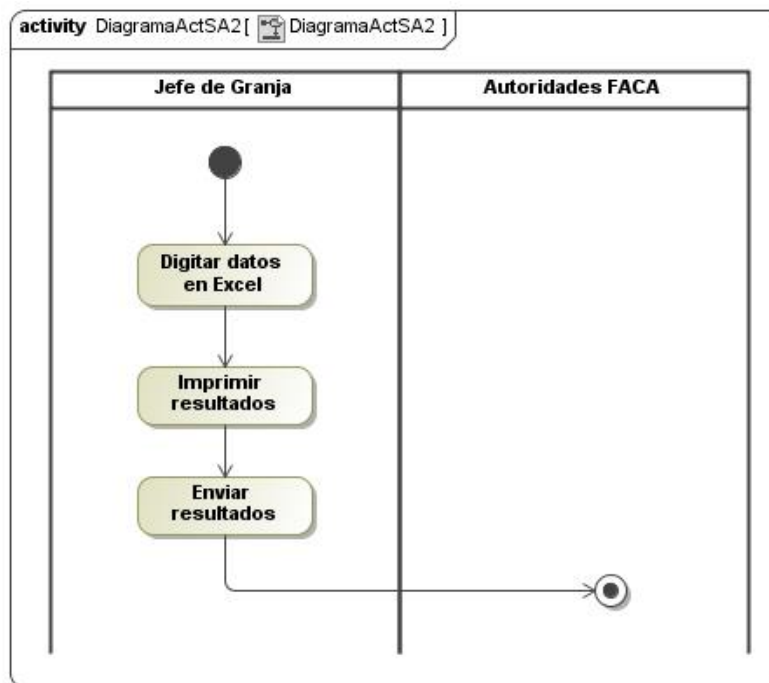 activity DiagramaActSA2 [ DiagramaActSA2 ]
Jefe de Granja
Autoridades FACA
Digitar datos
en Excel
Imprimir
resultados
Enviar
resultados